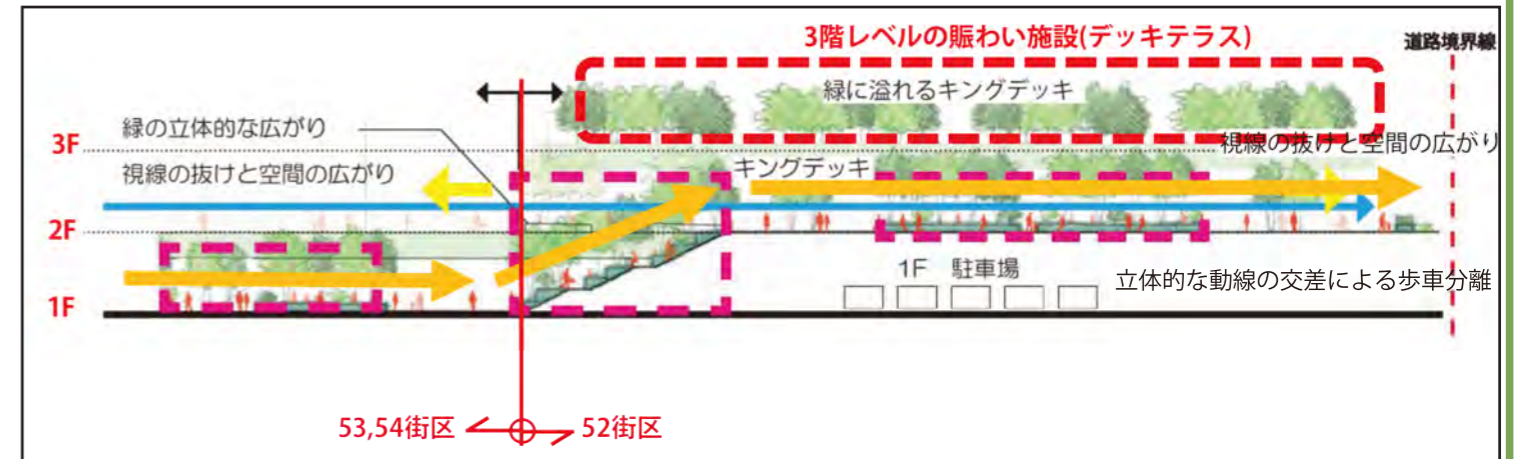 3階レベルの賑わい施設(デッキテラス)
道路境界線
緑に溢れるキングデッキ
緑の立体的な広がり
3F
視線の抜けと空間の広がり
視線の抜けと空間の広がり
キングデッキ
2F
1F 駐車場
立体的な動線の交差による歩車分離
1F
53,54街区
52街区